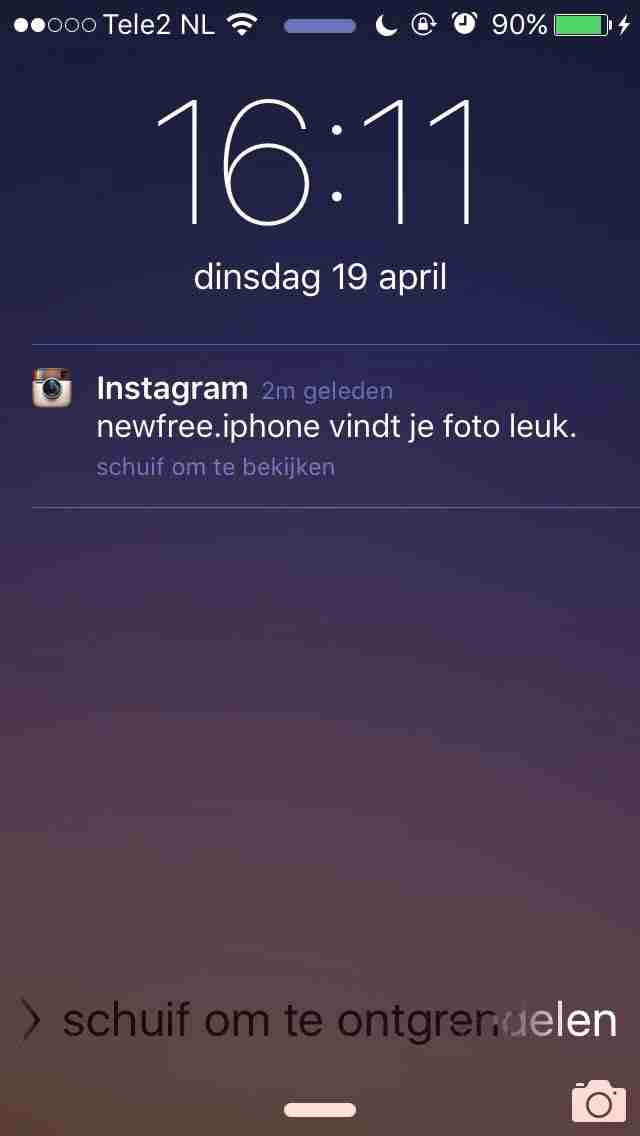 Tele2 NL 90%
16:11
dinsdag 19 april
Instagram 2m geleden
newfree.iphone vindt je foto leuk.
schuif om te bekijken
schuif om te ontgrendelen